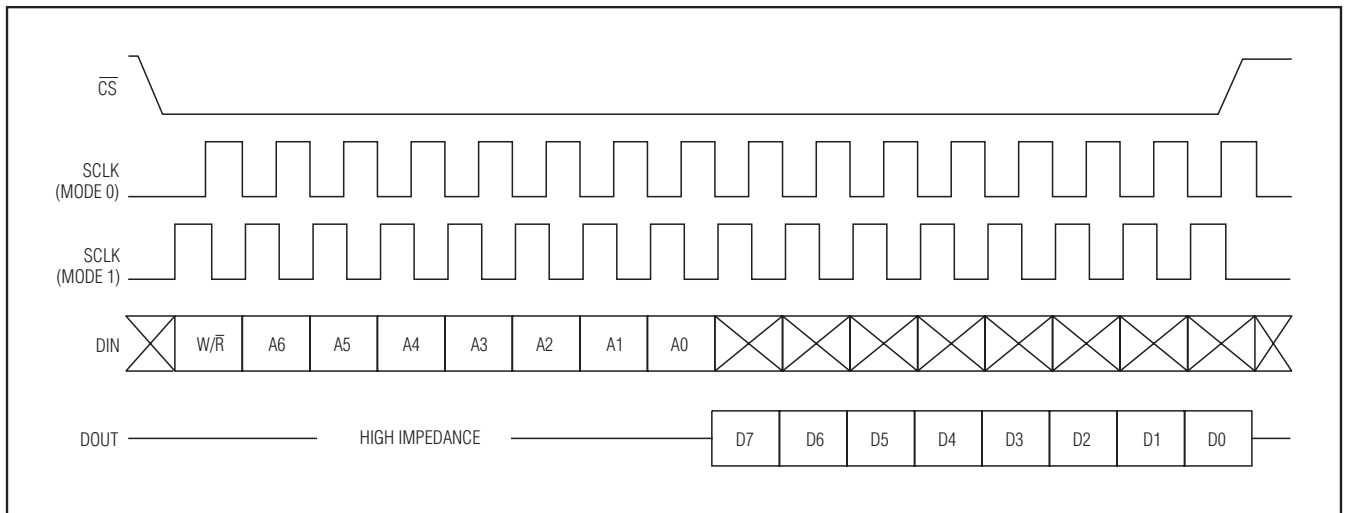 C̅S̅
SCLK
(MODE 0)
SCLK
(MODE 1)
DIN W/R̅ A6 A5 A4 A3 A2 A1 A0
DOUT HIGH IMPEDANCE D7 D6 D5 D4 D3 D2 D1 D0